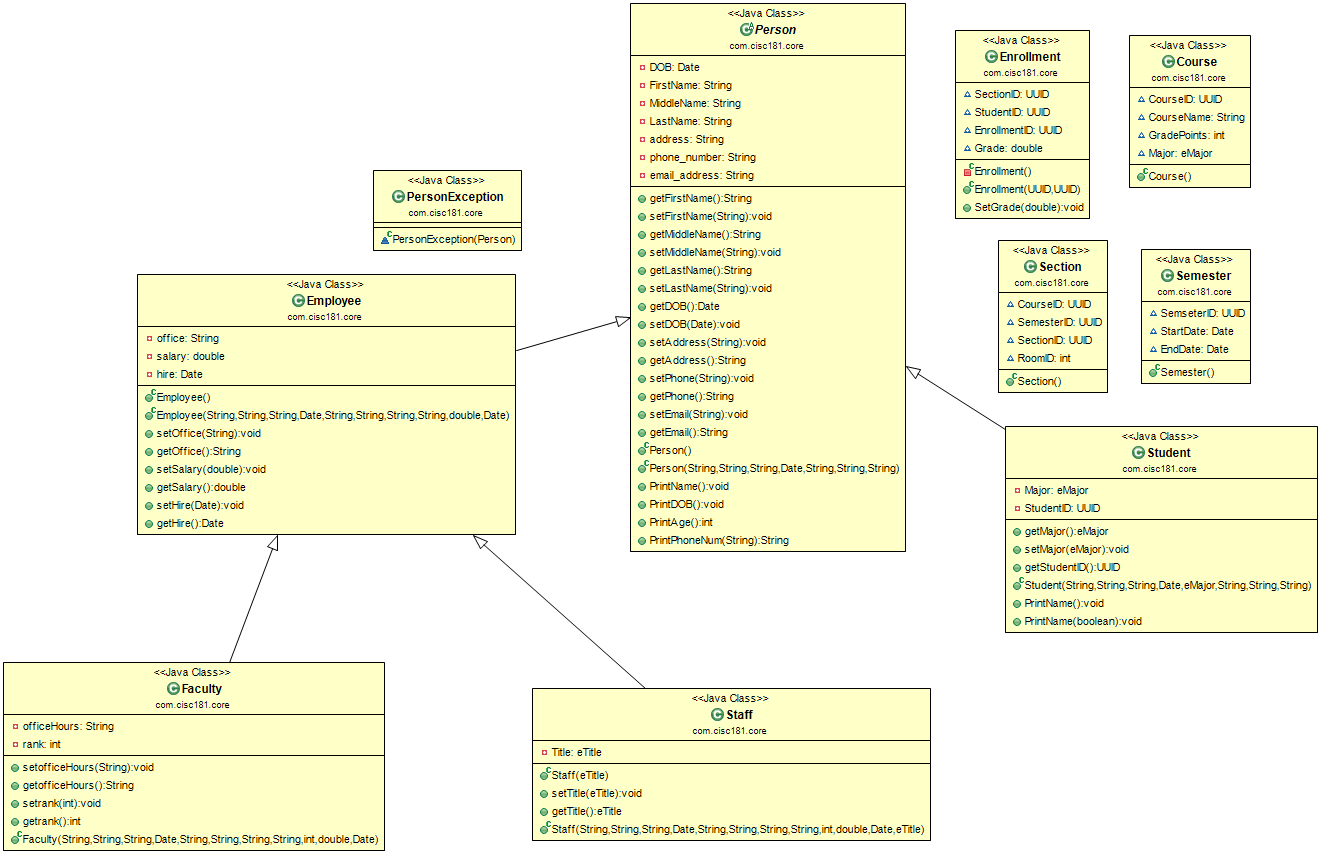 <<Java Class>>
Person
com.cisc181.core
DOB: Date
FirstName: String
MiddleName: String
LastName: String
address: String
phone_number: String
email_address: String
getFirstName():String
setFirstName(String):void
getMiddleName():String
setMiddleName(String):void
getLastName():String
setLastName(String):void
getDOB():Date
setDOB(Date):void
setAddress(String):void
getAddress():String
setPhone(String):void
getPhone():String
setEmail(String):void
getEmail():String
Person()
Person(String,String,String,Date,String,String,String)
PrintName():void
PrintDOB():void
PrintAge():int
PrintPhoneNum(String):String
<<Java Class>>
Enrollment
com.cisc181.core
SectionID: UUID
StudentID: UUID
EnrollmentID: UUID
Grade: double
Enrollment()
Enrollment(UUID,UUID)
SetGrade(double):void
<<Java Class>>
Course
com.cisc181.core
CourseID: UUID
CourseName: String
GradePoints: int
Major: eMajor
Course()
<<Java Class>>
PersonException
com.cisc181.core
PersonException(Person)
<<Java Class>>
Section
com.cisc181.core
CourseID: UUID
SemesterID: UUID
SectionID: UUID
RoomID: int
Section()
<<Java Class>>
Semester
com.cisc181.core
SemseterID: UUID
StartDate: Date
EndDate: Date
Semester()
<<Java Class>>
Employee
com.cisc181.core
office: String
salary: double
hire: Date
Employee()
Employee(String,String,String,Date,String,String,String,String,double,Date)
setOffice(String):void
getOffice():String
setSalary(double):void
getSalary():double
setHire(Date):void
getHire():Date
<<Java Class>>
Student
com.cisc181.core
Major: eMajor
StudentID: UUID
getMajor():eMajor
setMajor(eMajor):void
getStudentID():UUID
Student(String,String,String,Date,eMajor,String,String,String)
PrintName():void
PrintName(boolean):void
<<Java Class>>
Faculty
com.cisc181.core
officeHours: String
rank: int
setofficeHours(String):void
getofficeHours():String
setrank(int):void
getrank():int
Faculty(String,String,String,Date,String,String,String,String,int,double,Date)
<<Java Class>>
Staff
com.cisc181.core
Title: eTitle
Staff(eTitle)
setTitle(eTitle):void
getTitle():eTitle
Staff(String,String,String,Date,String,String,String,String,int,double,Date,eTitle)